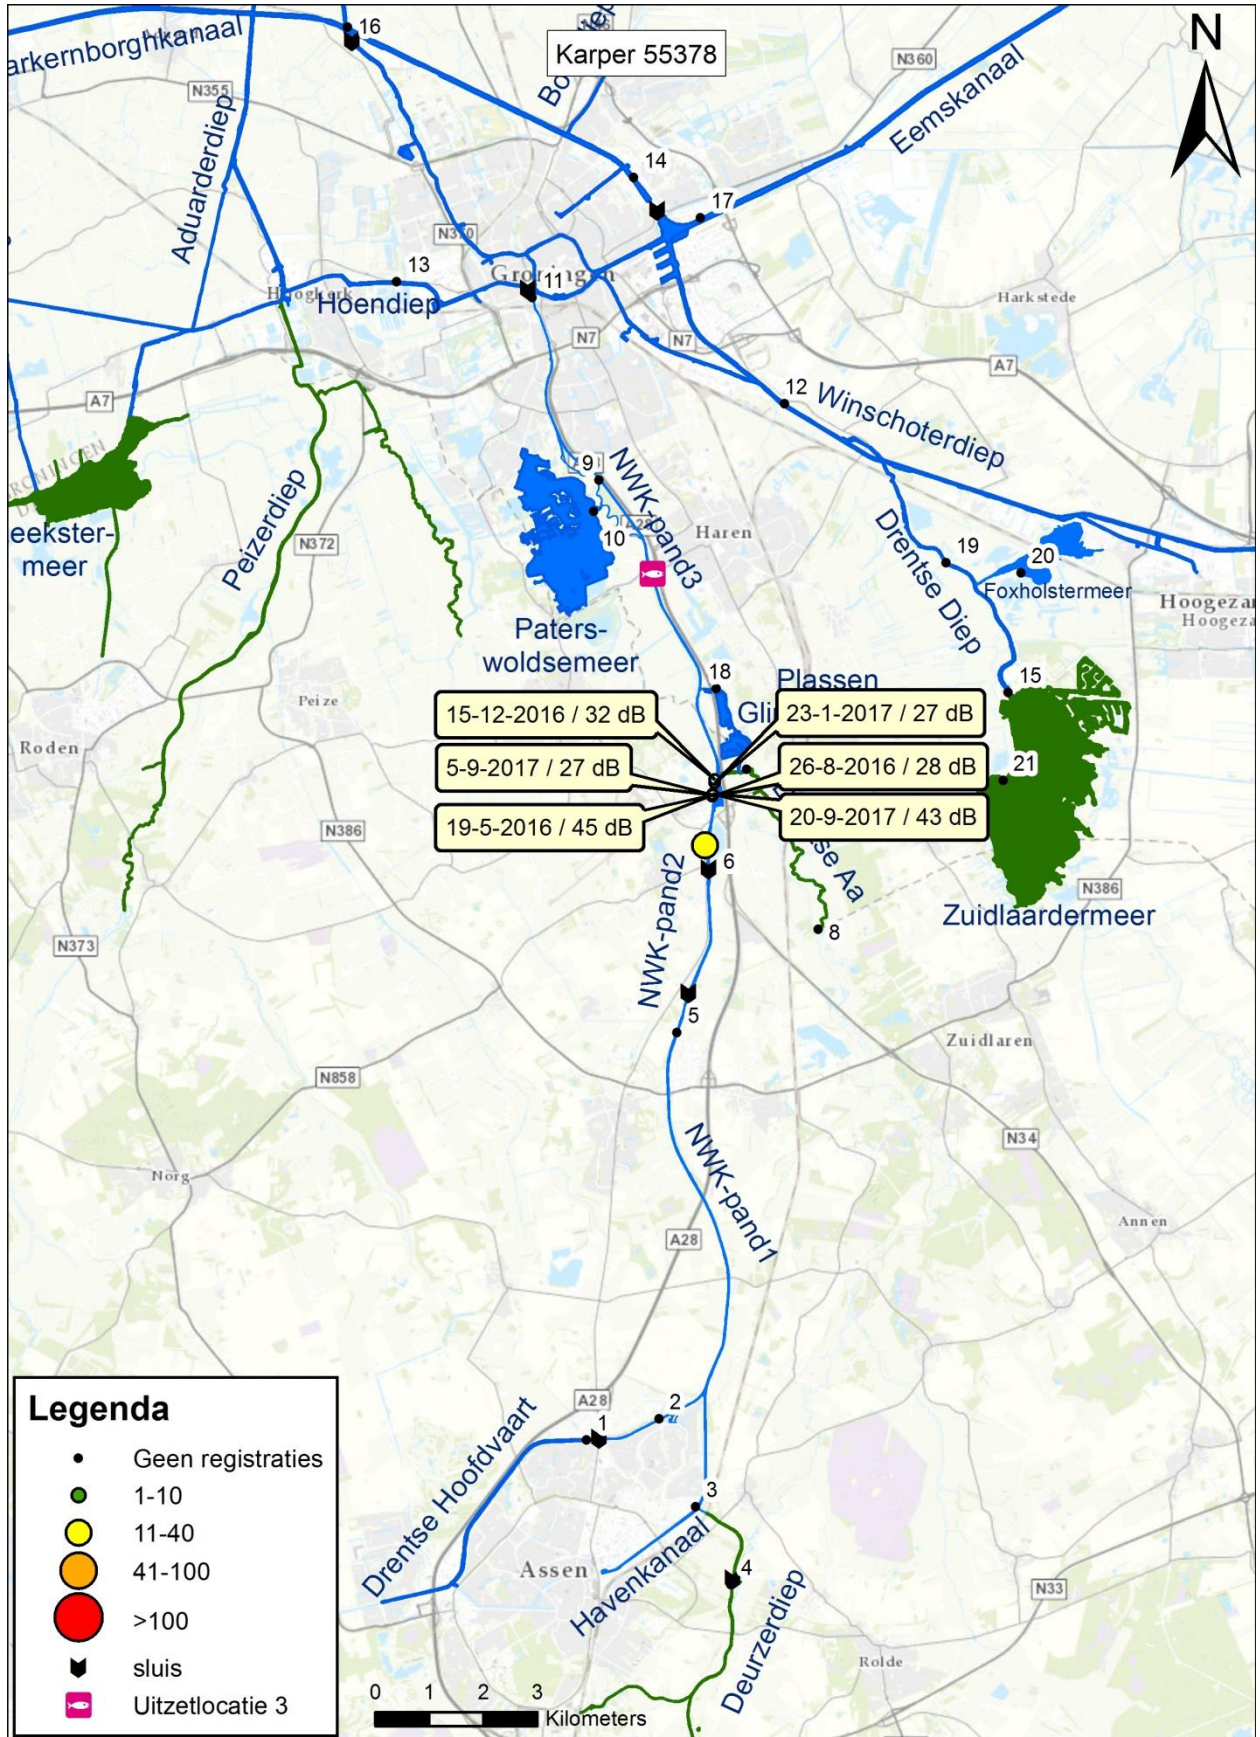 16
Karper 55378
N
N360
Eemskanaal
arkernborghkanaal
N355
Aduarderdiep
14
17
N370
13
Groningen
11
Hoogkerk
Hoendiep
Harkstede
N7
N7
A7
A7
12
Winschoterdiep
9
NWK-pand3
10
Haren
eekster-
meer
Peizerdiep
N372
Drentse Diep
19
20
Foxholstermeer
Hoogezan
Hoogeza
Paters-
woldsemeer
18
Plassen
15
Peize
Roden
15-12-2016 / 32 dB
23-1-2017 / 27 dB
5-9-2017 / 27 dB
26-8-2016 / 28 dB
19-5-2016 / 45 dB
20-9-2017 / 43 dB
21
N386
se Aa
6
NWK-pand2
8
N386
Zuidlaardermeer
N373
5
Zuidlaren
N858
NWK-pand1
N34
Norg
Annen
A28
Legenda
Geen registraties
1-10
11-40
41-100
>100
sluis
Uitzetlocatie 3
A28
1
2
Drentse Hoofdvaart
3
Assen
Havenkanaal
4
Deurzerdiep
N33
Rolde
0 1 2 3
Kilometers